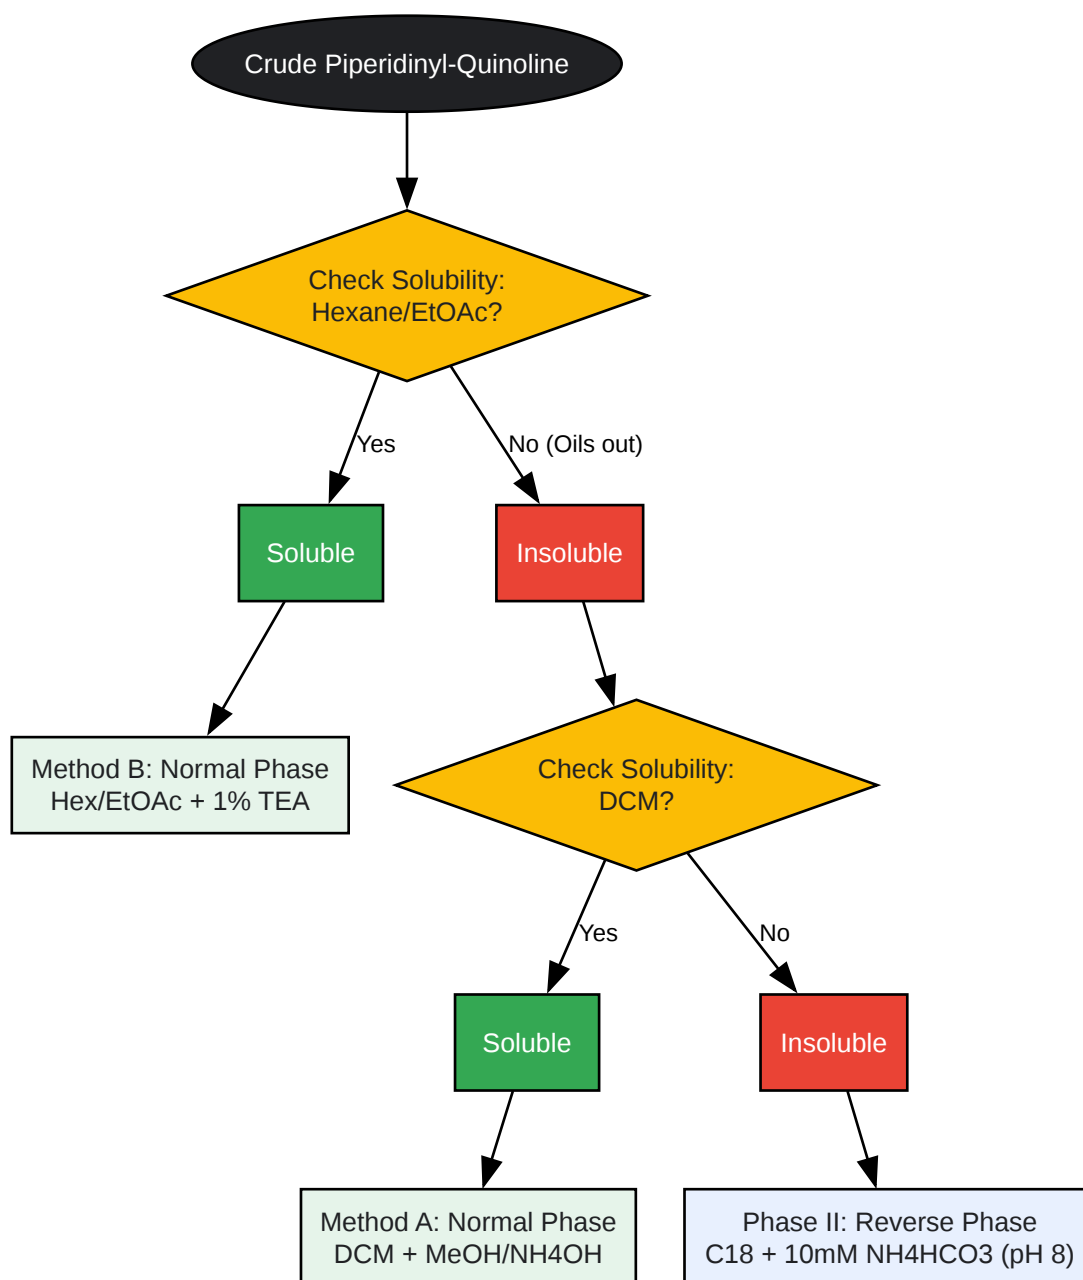 Crude Piperidinyl-Quinoline
Check Solubility:
Hexane/EtOAc?
Yes
No (Oils out)
Soluble
Insoluble
Method B: Normal Phase
Hex/EtOAc + 1% TEA
Check Solubility:
DCM?
Yes
No
Soluble
Insoluble
Method A: Normal Phase
DCM + MeOH/NH4OH
Phase II: Reverse Phase
C18 + 10mM NH4HCO3 (pH 8)